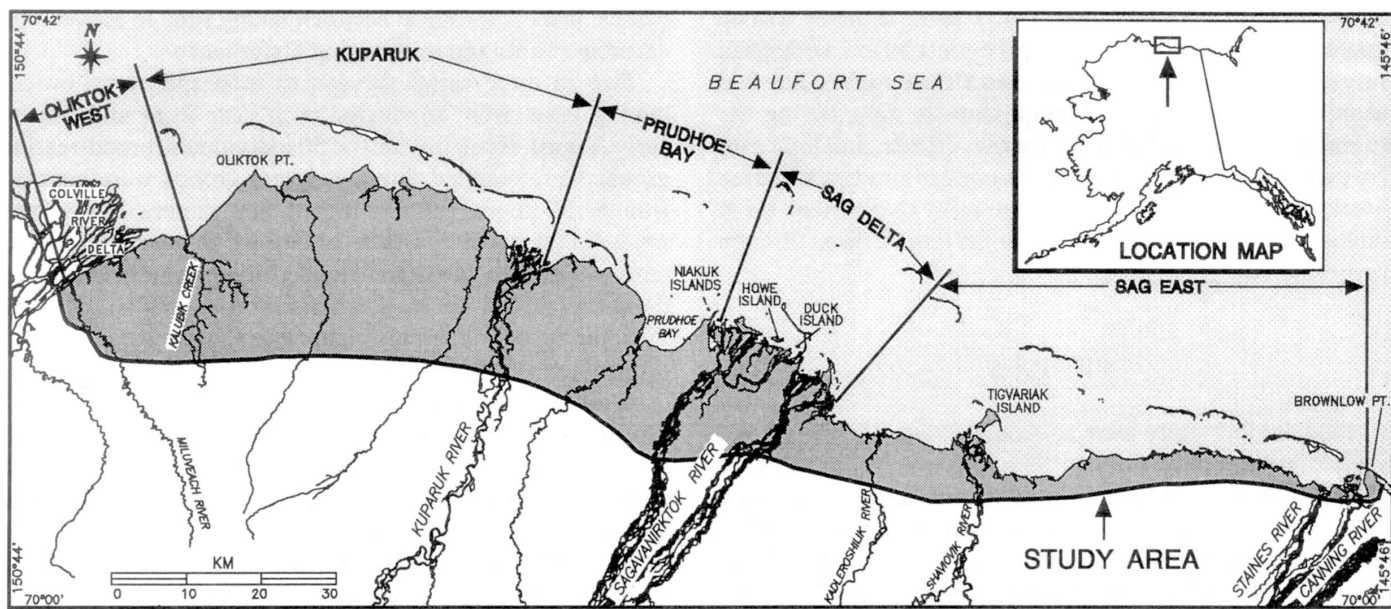 70°42'
150°44'
N
KUPARUK
BEAUFORT SEA
70°42'
145°46'
OLIKTOK
WEST
PRUDHOE
BAY
SAG DELTA
LOCATION MAP
SAG EAST
OLIKTOK PT.
COLVILLE
RIVER
DELTA
KALUBIK CREEK
NIAKUK
ISLANDS
HOWE
ISLAND
DUCK
ISLAND
PRUDHOE
BAY
TIGVARIAK
ISLAND
BROWNLOW PT.
MILUVEACH RIVER
KUPARUK RIVER
SAGAVANIRKTOK RIVER
KADLEROSHILIK RIVER
SHAVIOVIK RIVER
STUDY AREA
STAINES RIVER
CANNING RIVER
KM
0 10 20 30
150°44'
70°00'
70°00'
145°46'